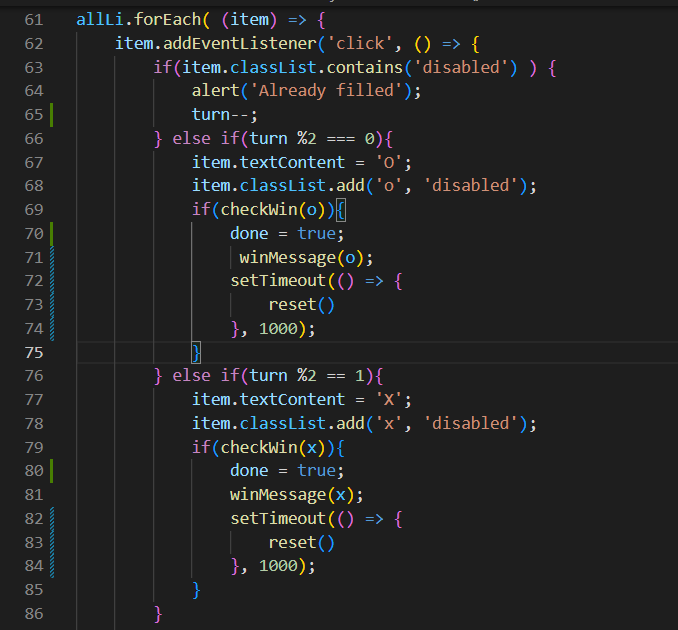 61 allLi.forEach( (item) => {
62     item.addEventListener('click', () => {
63         if(item.classList.contains('disabled') ) {
64             alert('Already filled');
65             turn--;
66         } else if(turn %2 === 0){
67             item.textContent = 'O';
68             item.classList.add('o', 'disabled');
69             if(checkWin(o)){
70                 done = true;
71                  winMessage(o);
72                 setTimeout(() => {
73                     reset()
74                 }, 1000);
75             }
76         } else if(turn %2 == 1){
77             item.textContent = 'X';
78             item.classList.add('x', 'disabled');
79             if(checkWin(x)){
80                 done = true;
81                 winMessage(x);
82                 setTimeout(() => {
83                     reset()
84                 }, 1000);
85             }
86         }